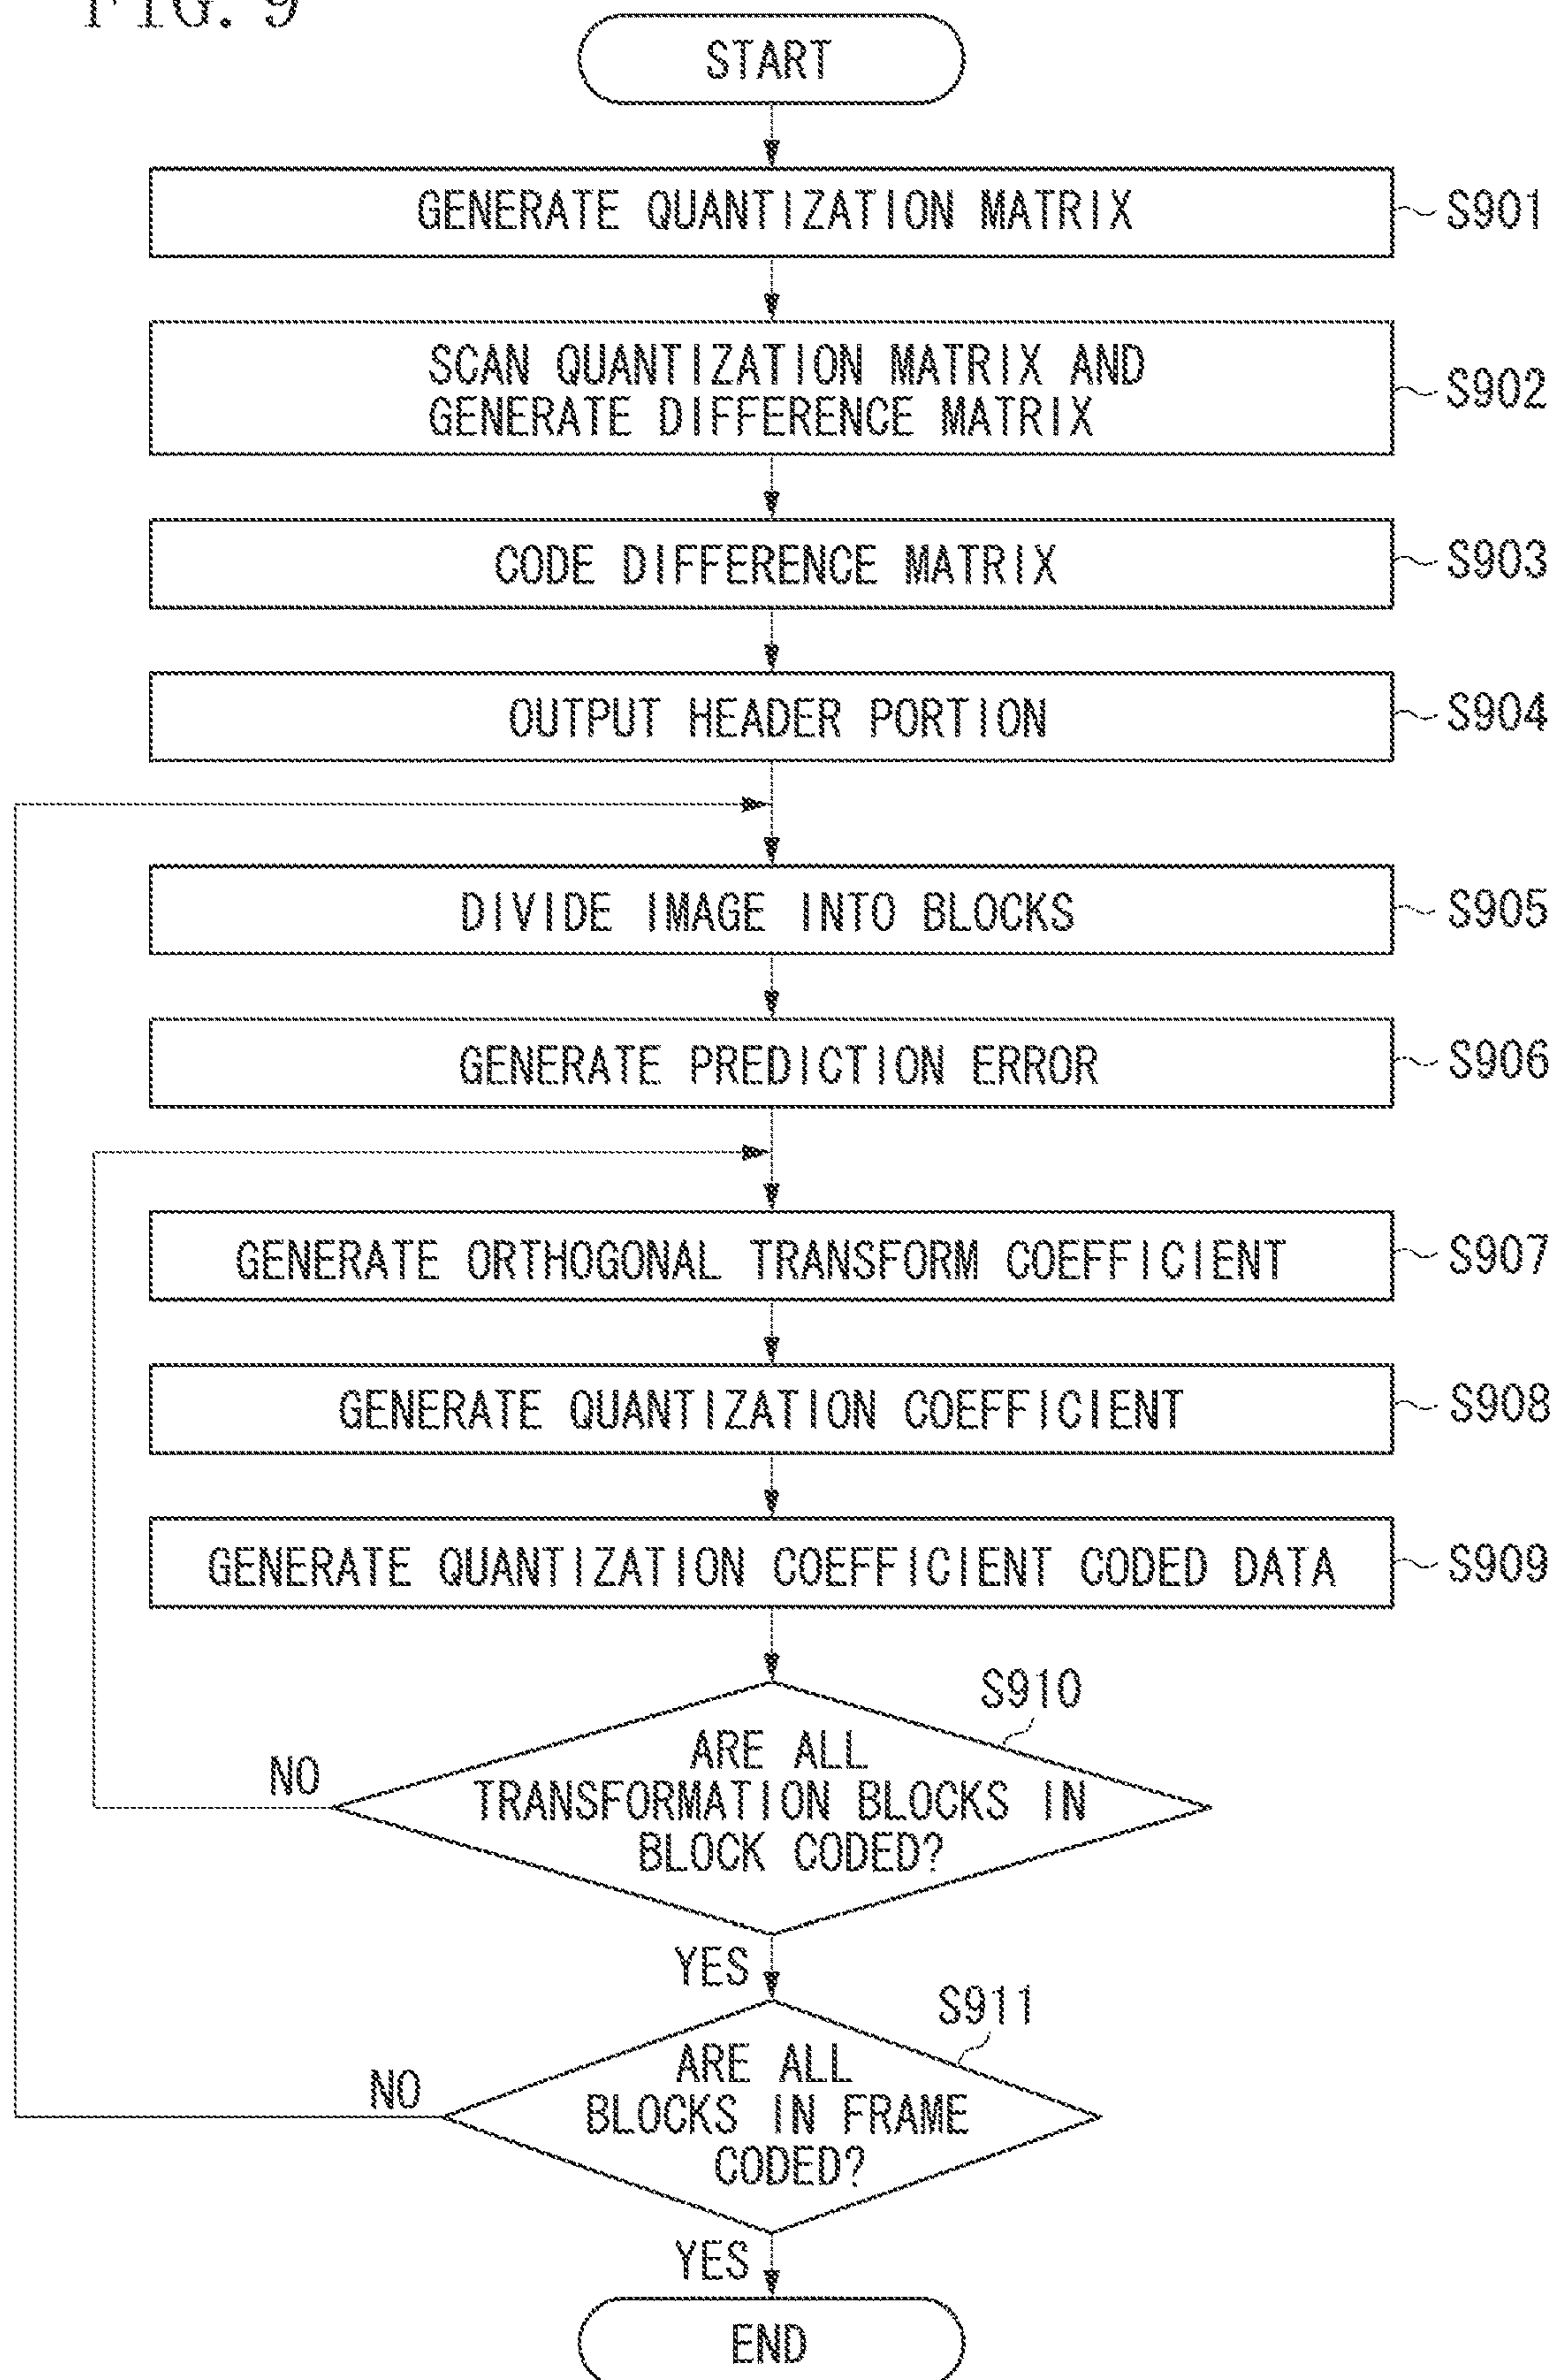 FIG. 9
START
GENERATE QUANTIZATION MATRIX
S901
SCAN QUANTIZATION MATRIX AND
GENERATE DIFFERENCE MATRIX
S902
CODE DIFFERENCE MATRIX
S903
OUTPUT HEADER PORTION
S904
DIVIDE IMAGE INTO BLOCKS
S905
GENERATE PREDICTION ERROR
S906
GENERATE ORTHOGONAL TRANSFORM COEFFICIENT
S907
GENERATE QUANTIZATION COEFFICIENT
S908
GENERATE QUANTIZATION COEFFICIENT CODED DATA
S909
S910
ARE ALL
TRANSFORMATION BLOCKS IN
BLOCK CODED?
NO
YES
S911
ARE ALL
BLOCKS IN FRAME
CODED?
NO
YES
END